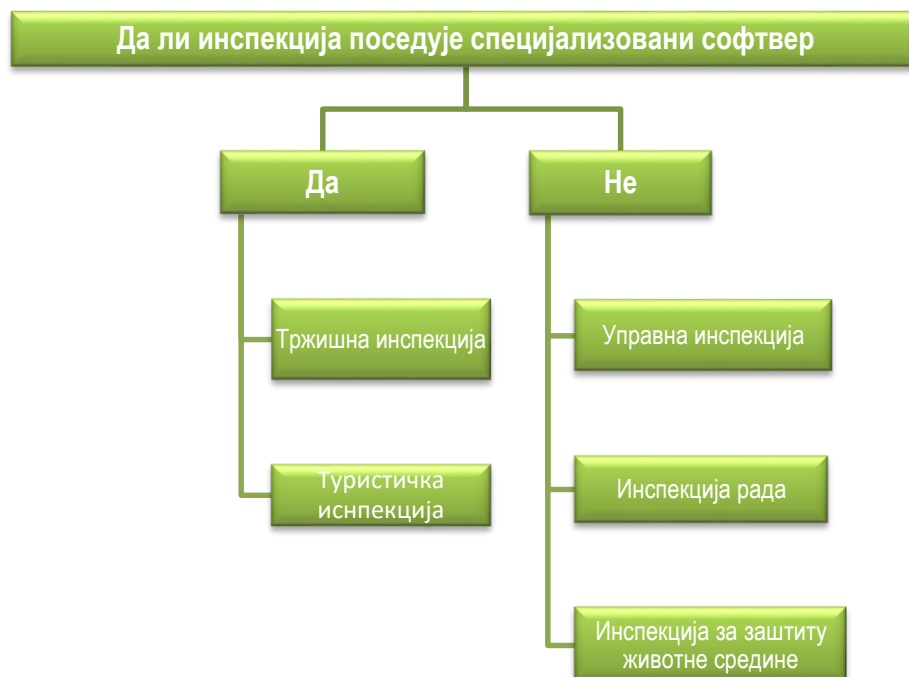 Да ли инспекција поседује специјализовани софтвер
Да
Не
Тржишна инспекција
Управна инспекција
Туристичка
иснпекција
Инспекција рада
Инспекција за заштиту
животне средине